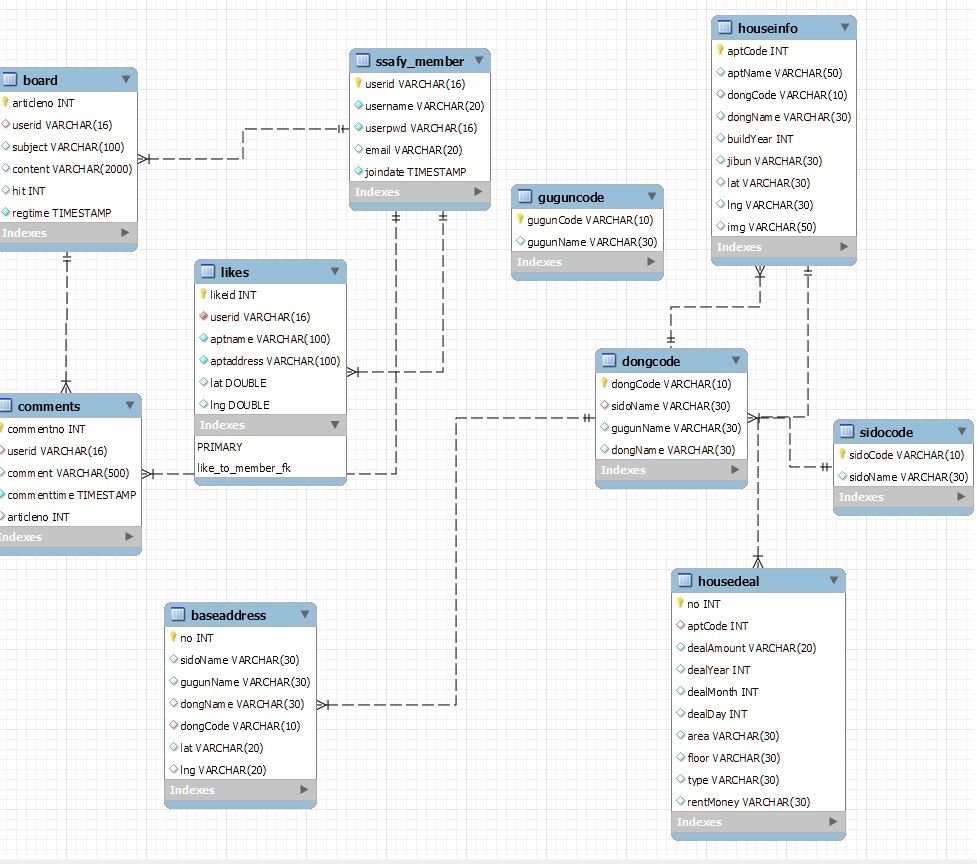 board
articleno INT
userid VARCHAR(16)
subject VARCHAR(100)
content VARCHAR(2000)
hit INT
regtime TIMESTAMP
Indexes
ssafy_member
userid VARCHAR(16)
username VARCHAR(20)
userpwd VARCHAR(16)
email VARCHAR(20)
joindate TIMESTAMP
Indexes
houseinfo
aptCode INT
aptName VARCHAR(50)
dongCode VARCHAR(10)
dongName VARCHAR(30)
buildYear INT
jibun VARCHAR(30)
lat VARCHAR(30)
lng VARCHAR(30)
img VARCHAR(50)
Indexes
guguncode
gugunCode VARCHAR(10)
gugunName VARCHAR(30)
Indexes
likes
likeid INT
userid VARCHAR(16)
aptname VARCHAR(100)
aptaddress VARCHAR(100)
lat DOUBLE
lng DOUBLE
Indexes
PRIMARY
like_to_member_fk
dongcode
dongCode VARCHAR(10)
sidoName VARCHAR(30)
gugunName VARCHAR(30)
dongName VARCHAR(30)
Indexes
comments
commentno INT
userid VARCHAR(16)
comment VARCHAR(500)
commenttime TIMESTAMP
articleno INT
Indexes
sidocode
sidoCode VARCHAR(10)
sidoName VARCHAR(30)
Indexes
baseaddress
no INT
sidoName VARCHAR(30)
gugunName VARCHAR(30)
dongName VARCHAR(30)
dongCode VARCHAR(10)
lat VARCHAR(20)
lng VARCHAR(20)
Indexes
housedeal
no INT
aptCode INT
dealAmount VARCHAR(20)
dealYear INT
dealMonth INT
dealDay INT
area VARCHAR(30)
floor VARCHAR(30)
type VARCHAR(30)
rentMoney VARCHAR(30)
Indexes